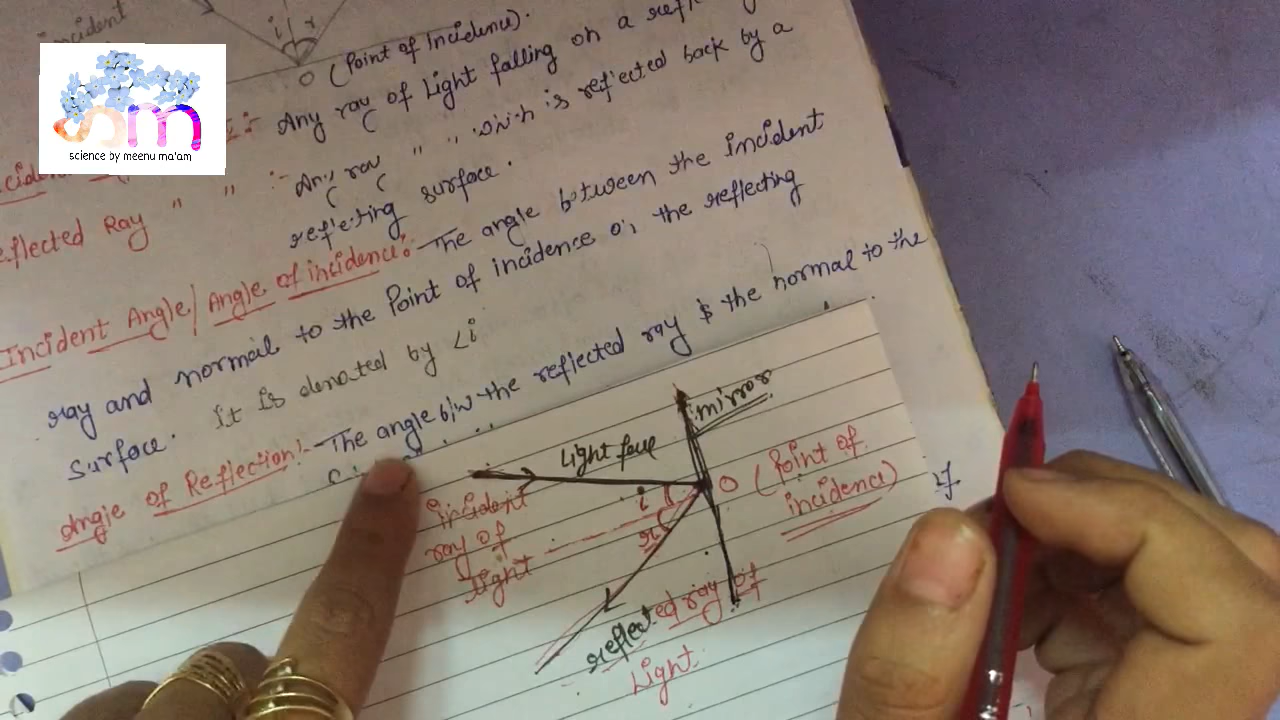 incident
i r
O (Point of Incidence).
science by meenu ma'am
Any ray of Light falling on a
Reflected Ray " " :- Any ray " " which is reflected back by a
reflecting surface.
Incident Angle/Angle of incidence:- The angle between the incident
ray and normal to the Point of incidence of the reflecting
Surface. It is denoted by ∠i
Angle of Reflection:- The angle b/w the reflected ray & the normal to the
mirror
Light fall
incident
ray of
light
i
r
O (Point of
incidence)
reflected ray of
Light